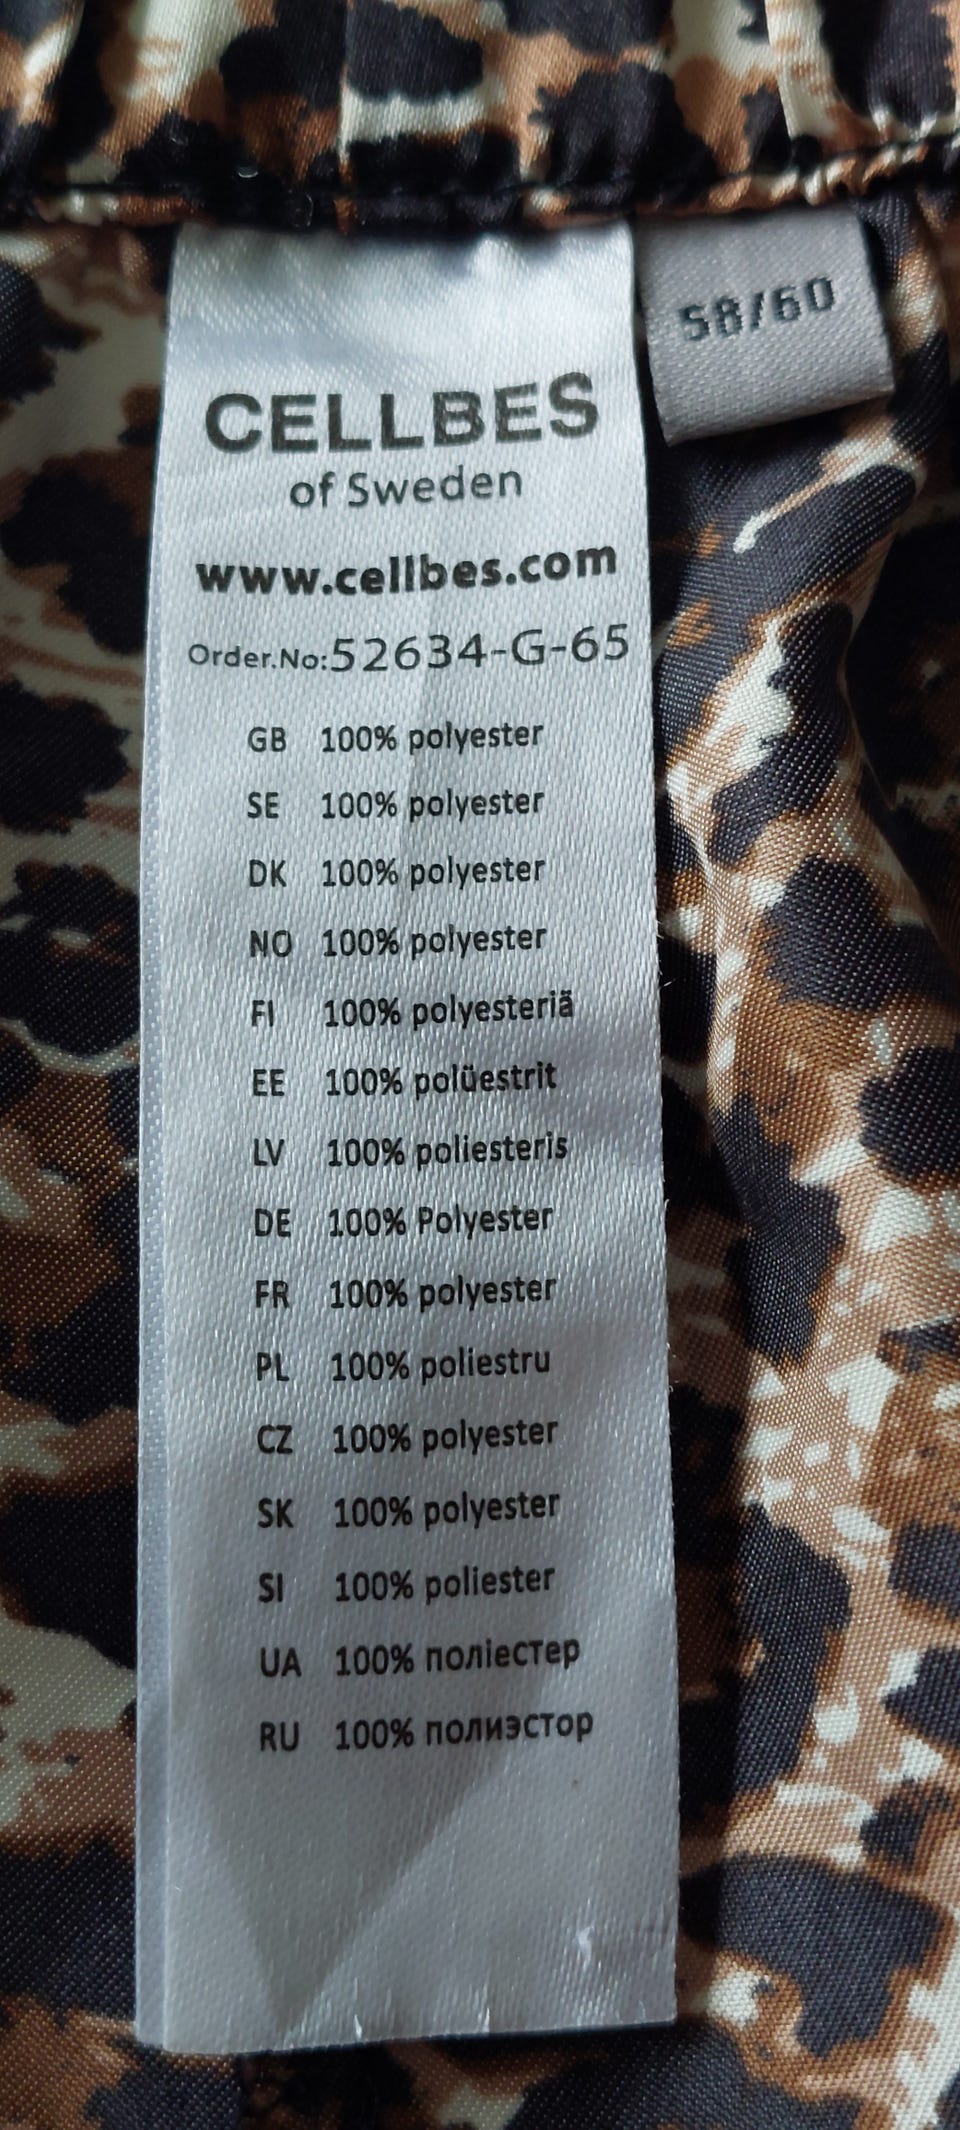 58/60
CELLBES
of Sweden
www.cellbes.com
Order.No:52634-G-65
GB 100% polyester
SE 100% polyester
DK 100% polyester
NO 100% polyester
FI 100% polyesteriä
EE 100% polüestrit
LV 100% poliesteris
DE 100% Polyester
FR 100% polyester
PL 100% poliestru
CZ 100% polyester
SK 100% polyester
SI 100% poliester
UA 100% поліестер
RU 100% полиэстор